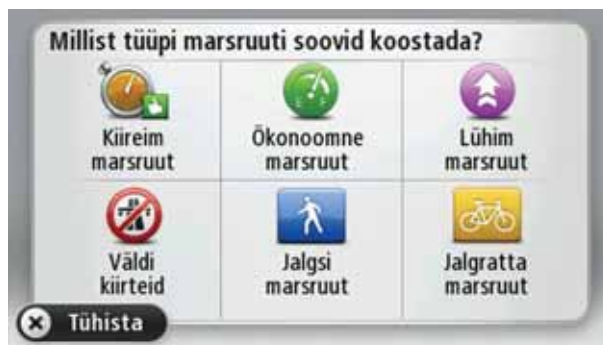 Millist tüüpi marsruuti soovid koostada?
Kiireim
marsruut
Ökonoomne
marsruut
Lühim
marsruut
Väldi
kiirteid
Jalgsi
marsruut
Jalgratta
marsruut
Tühista